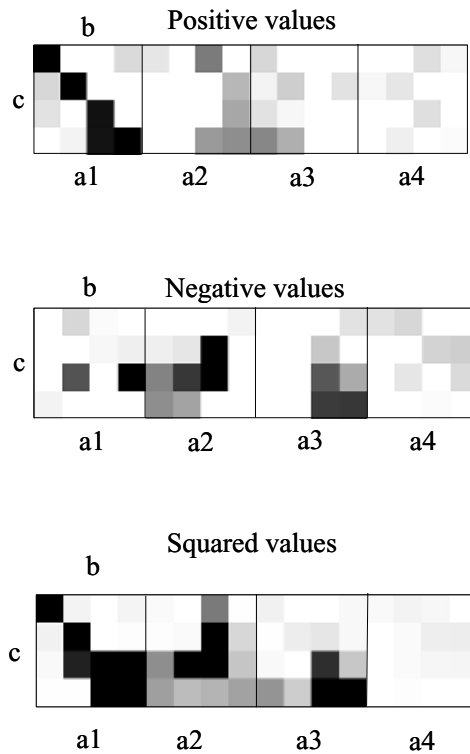 Positive values
b
c
a1 a2 a3 a4
Negative values
b
c
a1 a2 a3 a4
Squared values
b
c
a1 a2 a3 a4